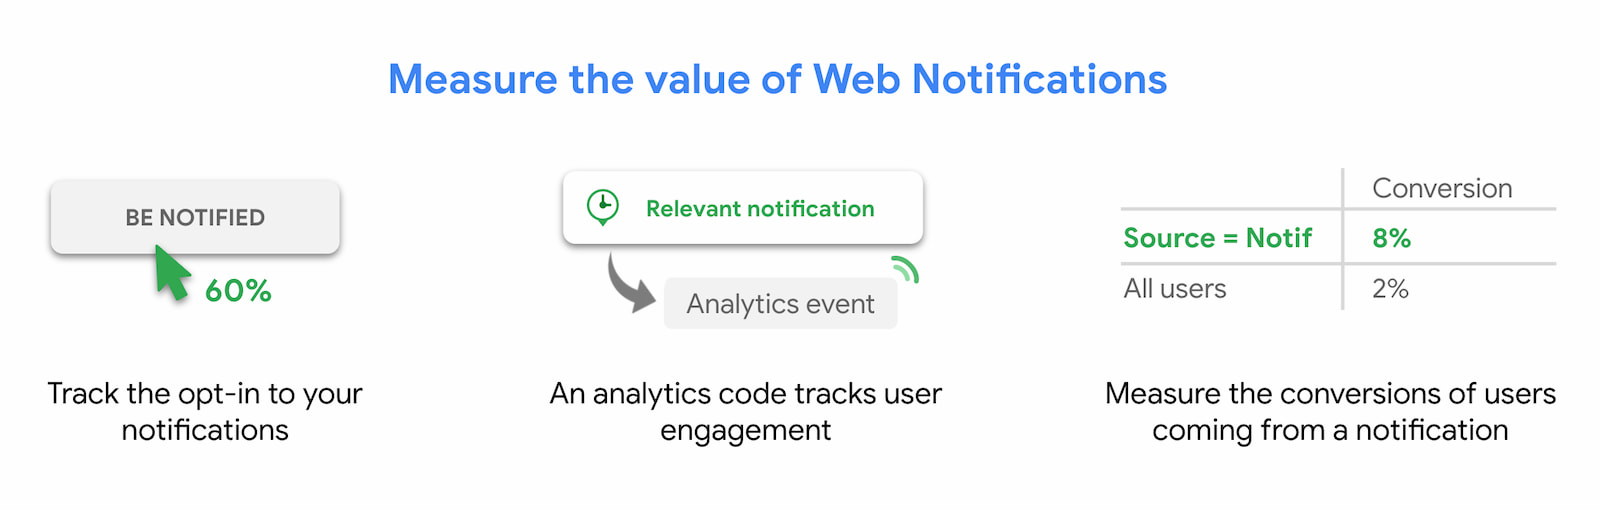 Measure the value of Web Notifications
BE NOTIFIED
60%
Track the opt-in to your
notifications
Relevant notification
Analytics event
An analytics code tracks user
engagement
Conversion
Source = Notif 8%
All users 2%
Measure the conversions of users
coming from a notification